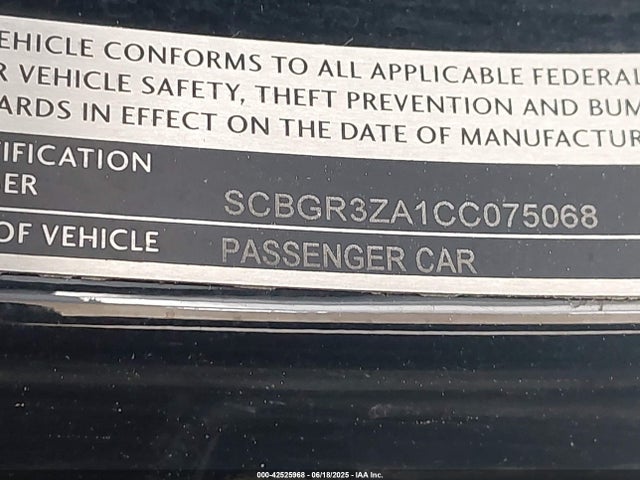 EHICLE CONFORMS TO ALL APPLICABLE FEDERAL
R VEHICLE SAFETY, THEFT PREVENTION AND BUM
ARDS IN EFFECT ON THE DATE OF MANUFACTUR
TIFICATION
ER
SCBGR3ZA1CC075068
OF VEHICLE
PASSENGER CAR
000-42525968 - 06/18/2025 - IAA Inc.